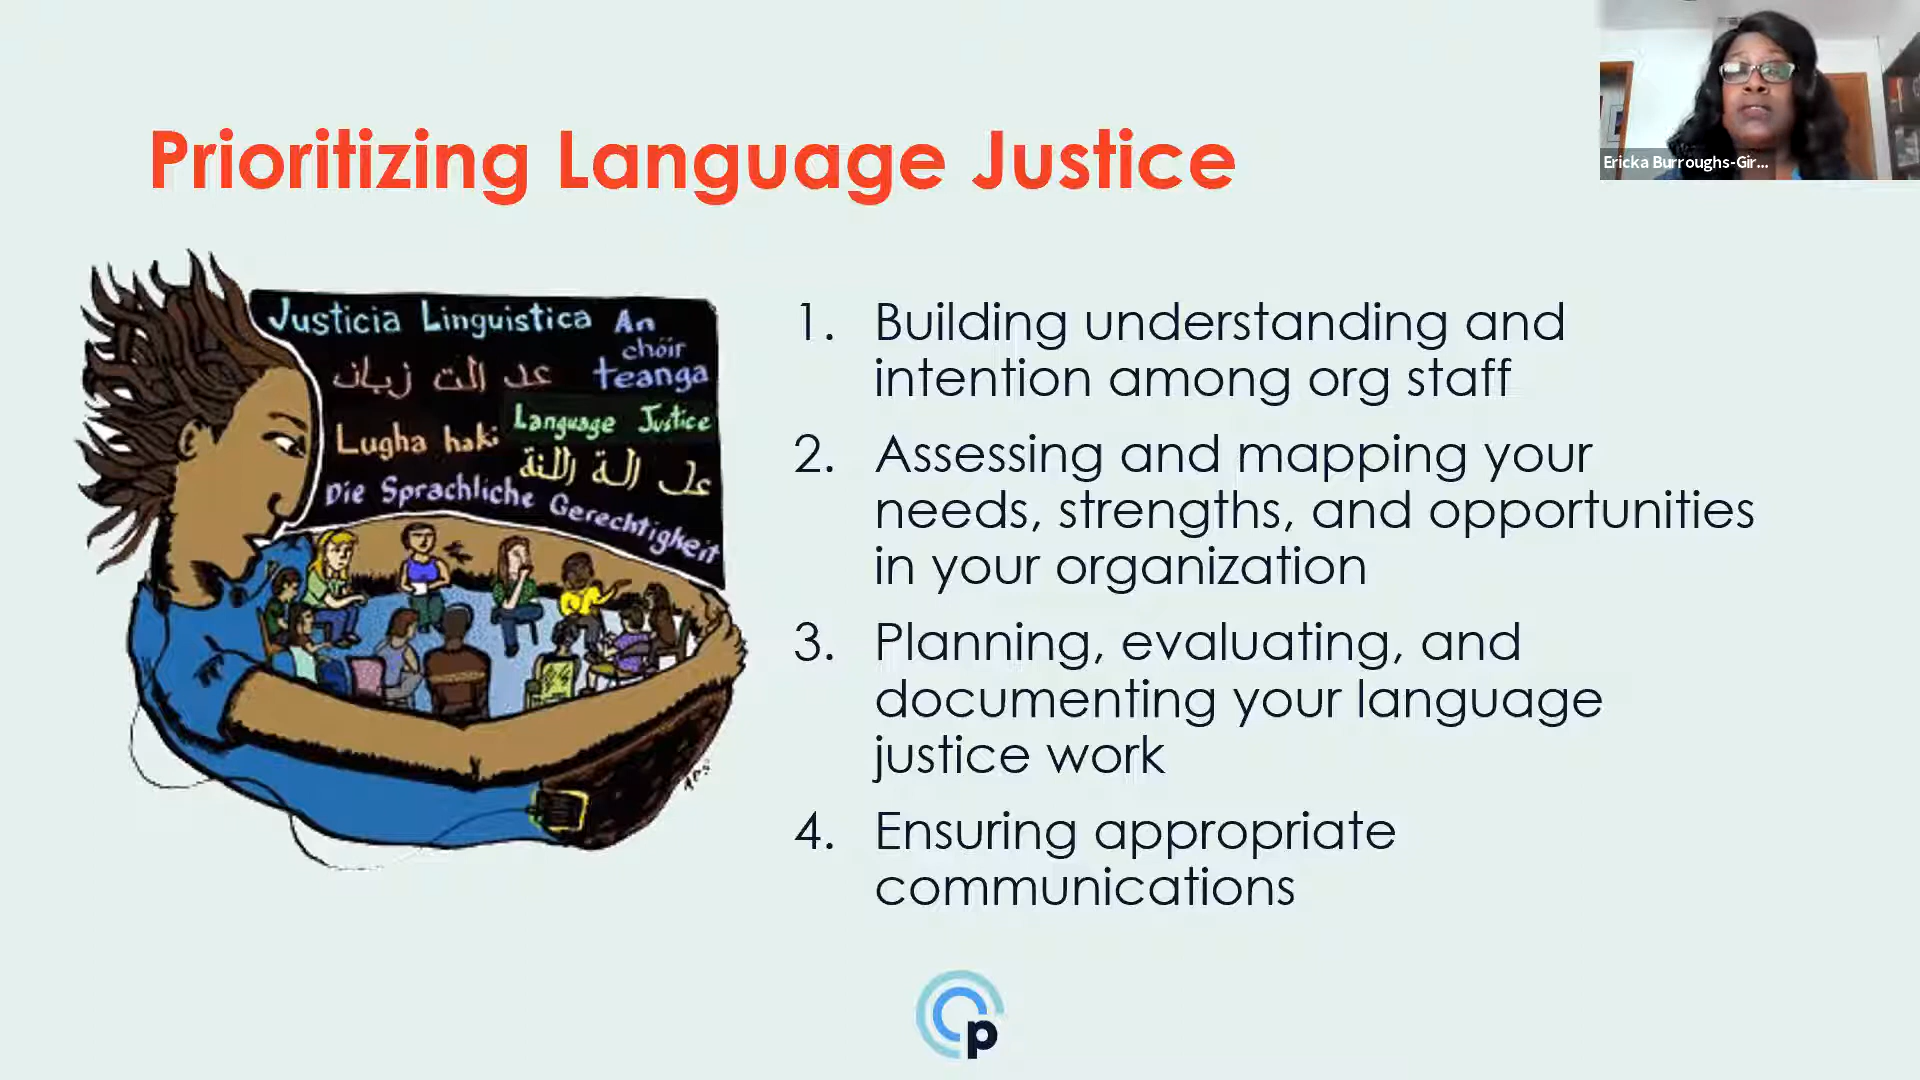 Prioritizing Language Justice
Ericka Burroughs-Gir...
Justicia Linguistica
An
chóir
teanga
عد الت زبان
Language Justice
Lugha haki
Die Sprachliche Gerechtigkeit
1. Building understanding and
intention among org staff
2. Assessing and mapping your
needs, strengths, and opportunities
in your organization
3. Planning, evaluating, and
documenting your language
justice work
4. Ensuring appropriate
communications
p